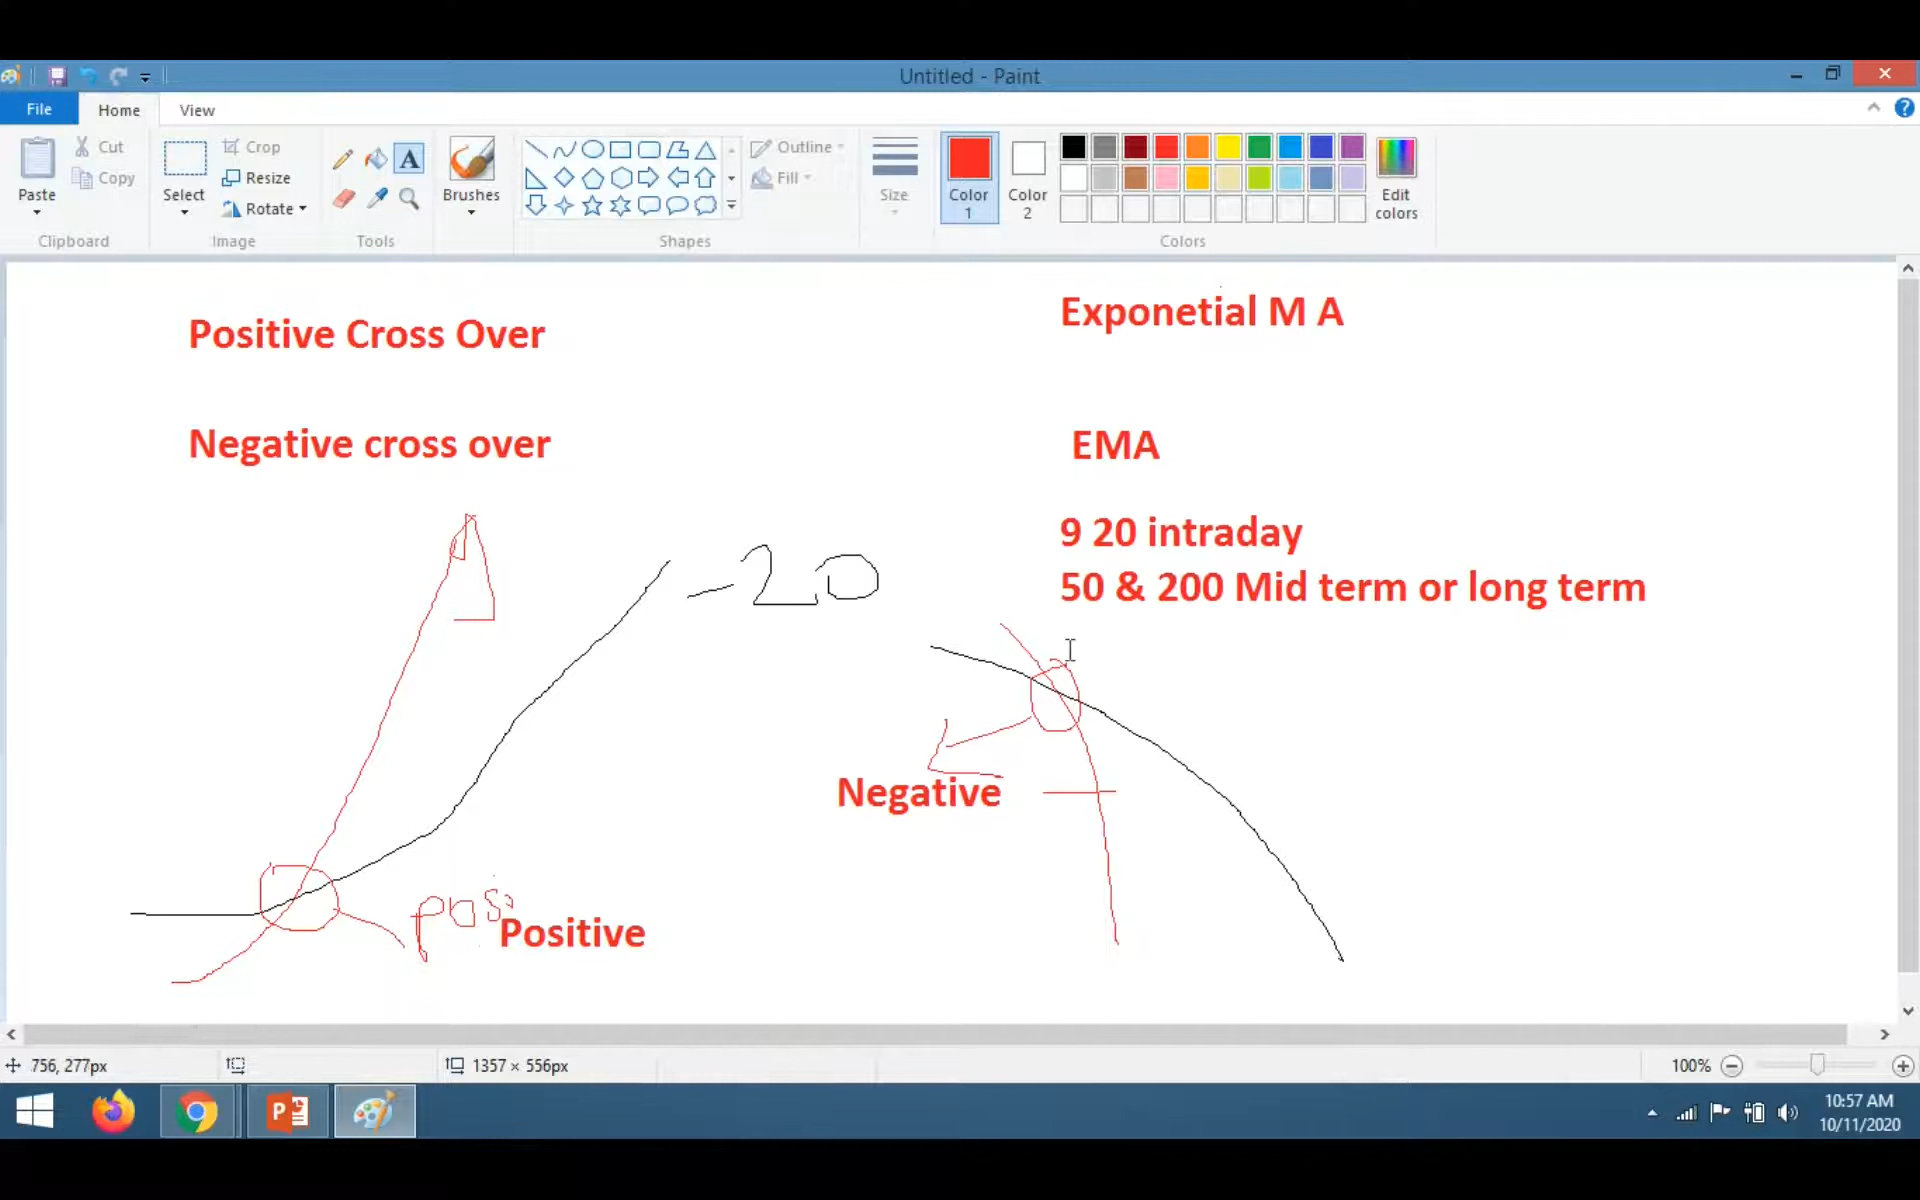 Untitled - Paint
File
Home
View
Paste
Cut
Copy
Clipboard
Select
Crop
Resize
Rotate
Image
A
Tools
Brushes
Shapes
Outline
Fill
Size
Color 1
Color 2
Edit colors
Colors
Positive Cross Over
Negative cross over
Exponetial M A
EMA
9 20 intraday
50 & 200 Mid term or long term
-20
Negative
pos
Positive
756, 277px
1357 × 556px
100%
10:57 AM
10/11/2020